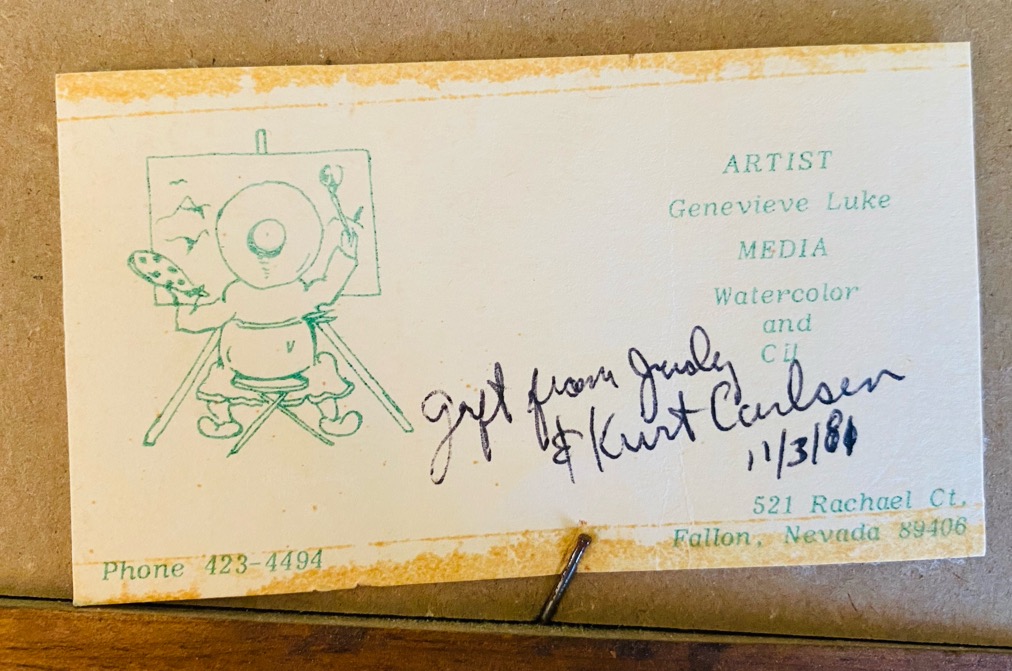 ARTIST
Genevieve Luke
MEDIA
Watercolor
and
Oil
gift from Judy
& Kurt Carlsen
11/3/81
521 Rachael Ct.
Fallon, Nevada 89406
Phone 423-4494